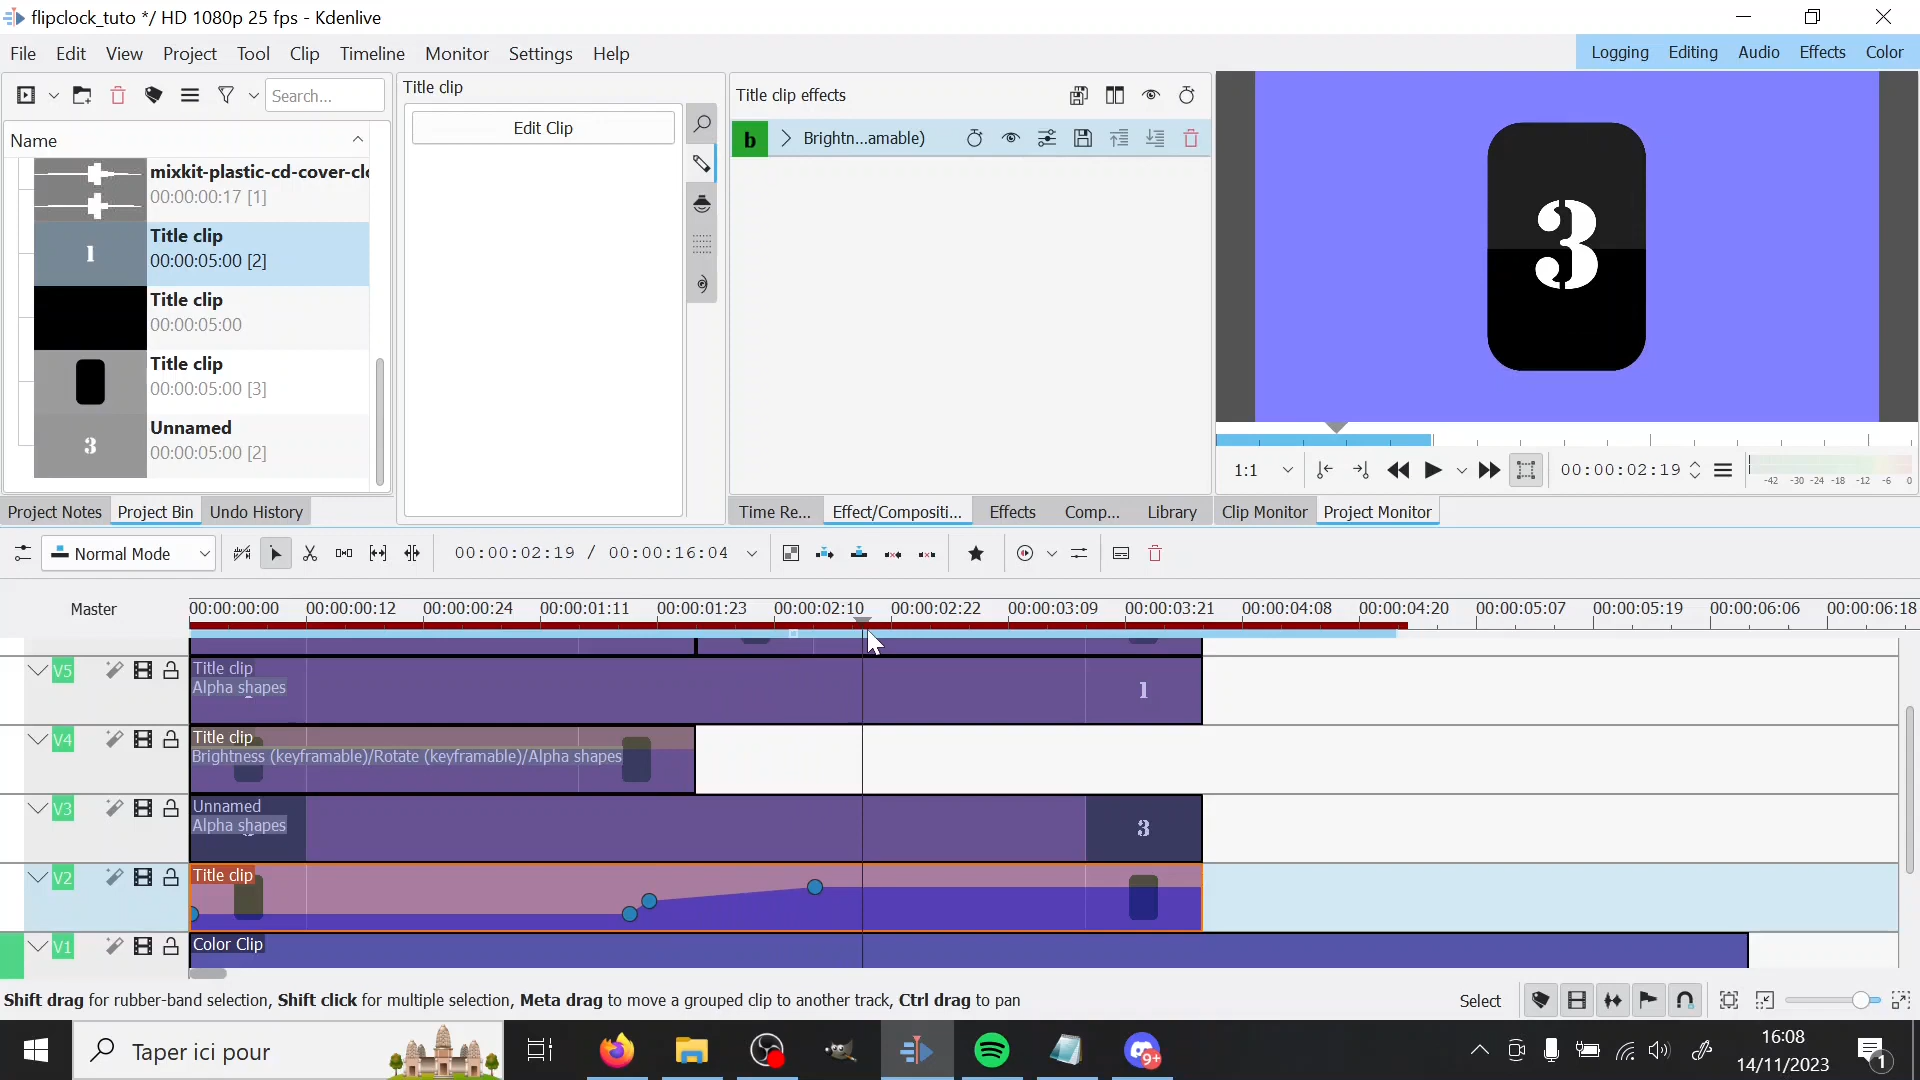 flipclock_tuto */ HD 1080p 25 fps - Kdenlive
File Edit View Project Tool Clip Timeline Monitor Settings Help
Logging Editing Audio Effects Color
Search...
Name
mixkit-plastic-cd-cover-cl
00:00:00:17 [1]
1
Title clip
00:00:05:00 [2]
Title clip
00:00:05:00
Title clip
00:00:05:00 [3]
3
Unnamed
00:00:05:00 [2]
Project Notes Project Bin Undo History
Title clip
Edit Clip
Title clip effects
b Brightn...amable)
Time Re... Effect/Compositi... Effects Comp... Library
3
1:1 00:00:02:19
-42 -30 -24 -18 -12 -6 0
Clip Monitor Project Monitor
Normal Mode 00:00:02:19 / 00:00:16:04
Master 00:00:00:00 00:00:00:12 00:00:00:24 00:00:01:11 00:00:01:23 00:00:02:10 00:00:02:22 00:00:03:09 00:00:03:21 00:00:04:08 00:00:04:20 00:00:05:07 00:00:05:19 00:00:06:06 00:00:06:18
V5 Title clip
Alpha shapes
1
V4 Title clip
Brightness (keyframable)/Rotate (keyframable)/Alpha shapes
V3 Unnamed
Alpha shapes
3
V2 Title clip
V1 Color Clip
Shift drag for rubber-band selection, Shift click for multiple selection, Meta drag to move a grouped clip to another track, Ctrl drag to pan
Select
Taper ici pour
9+
16:08
14/11/2023
1